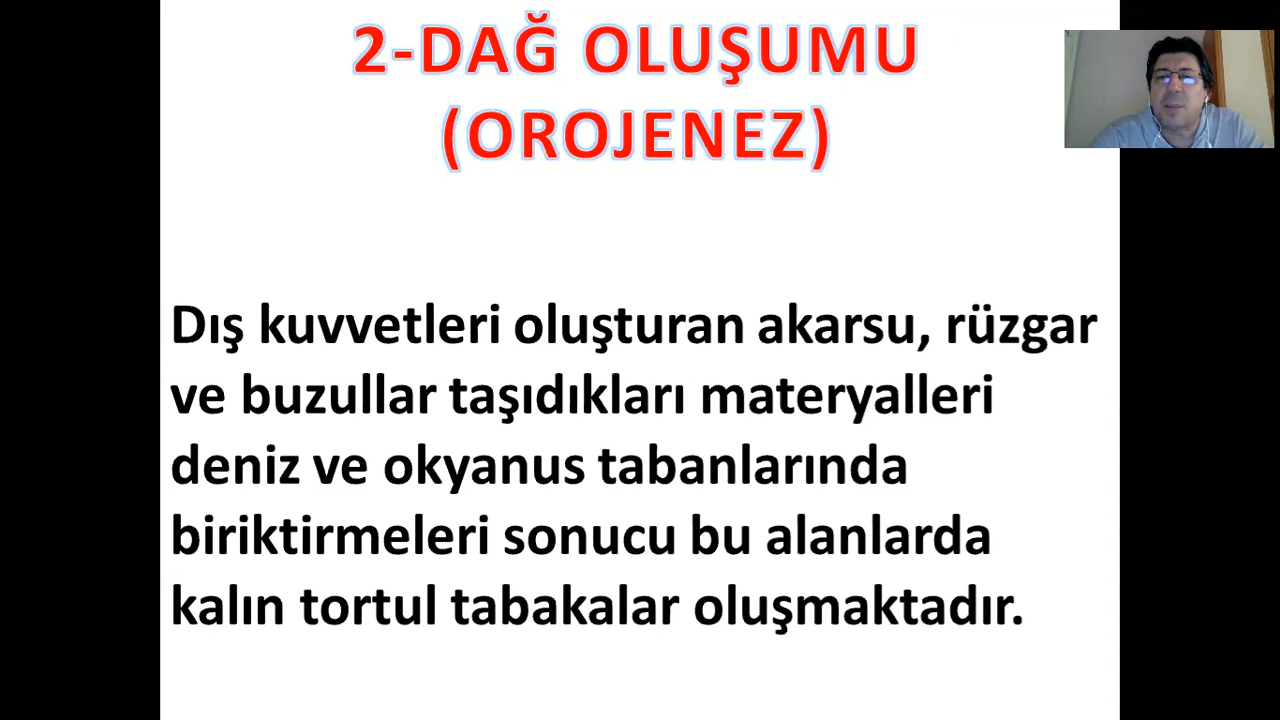 2-DAĞ OLUŞUMU
(OROJENEZ)
Dış kuvvetleri oluşturan akarsu, rüzgar
ve buzullar taşıdıkları materyalleri
deniz ve okyanus tabanlarında
biriktirmeleri sonucu bu alanlarda
kalın tortul tabakalar oluşmaktadır.